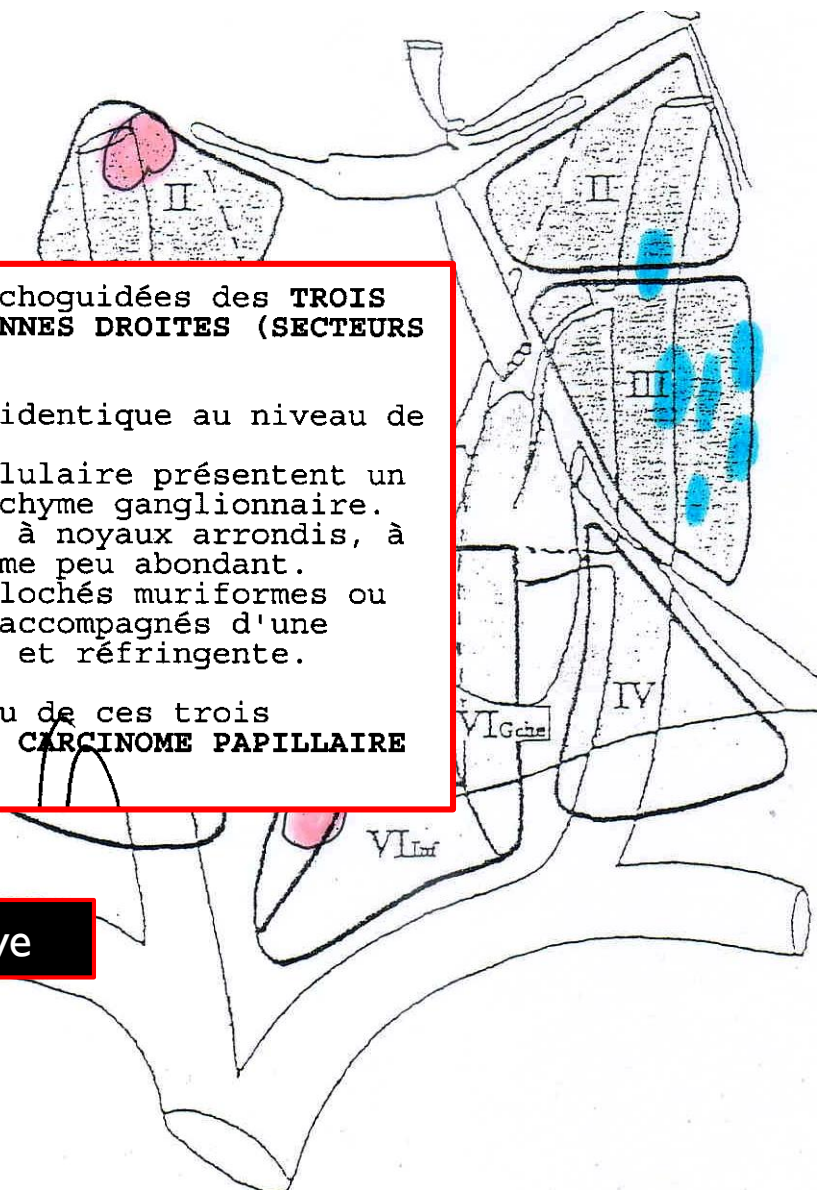 II
II
choguidées des TROIS
NNES DROITES (SECTEURS
III
identique au niveau de
lulaire présentent un
chyme ganglionnaire.
à noyaux arrondis, à
me peu abondant.
lochés muriformes ou
accompagnés d'une
et réfringente.
IV
u de ces trois
CARCINOME PAPILLAIRE
VIGche
VIInf
ve